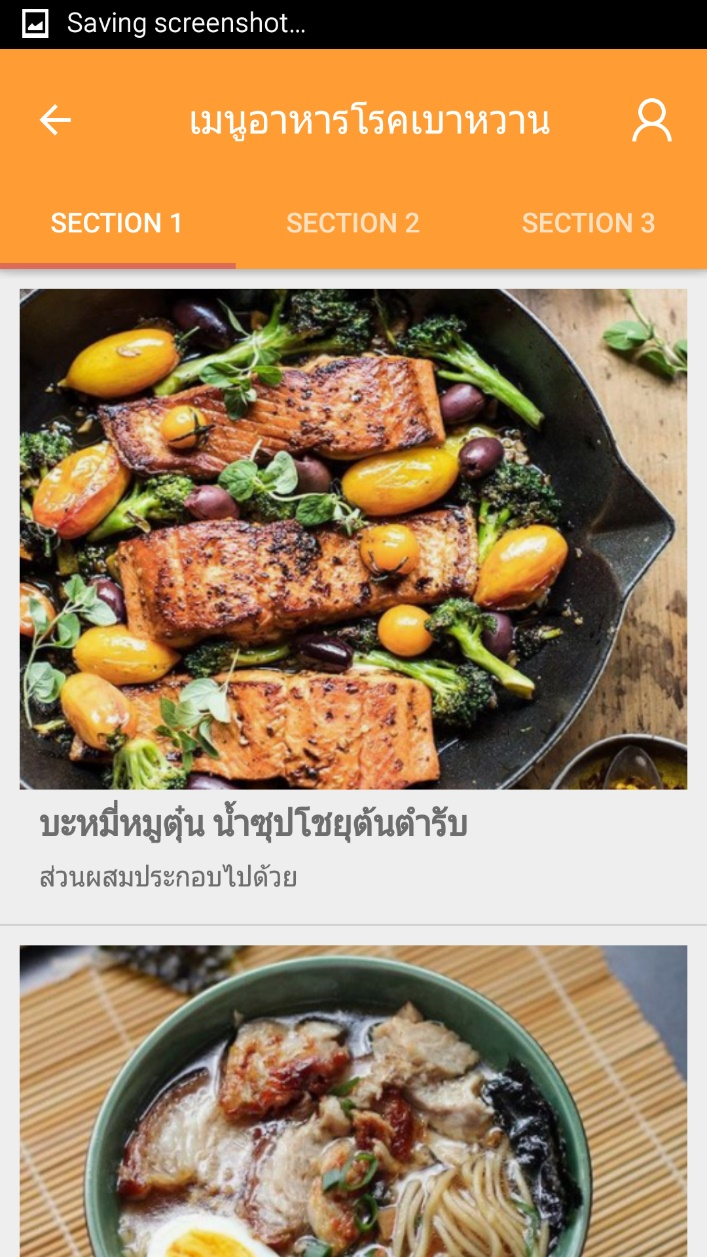 Saving screenshot...
เมนูอาหารโรคเบาหวาน
SECTION 1
SECTION 2
SECTION 3
บะหมี่หมูตุ๋น น้ำซุปโชยุต้นตำรับ
ส่วนผสมประกอบไปด้วย